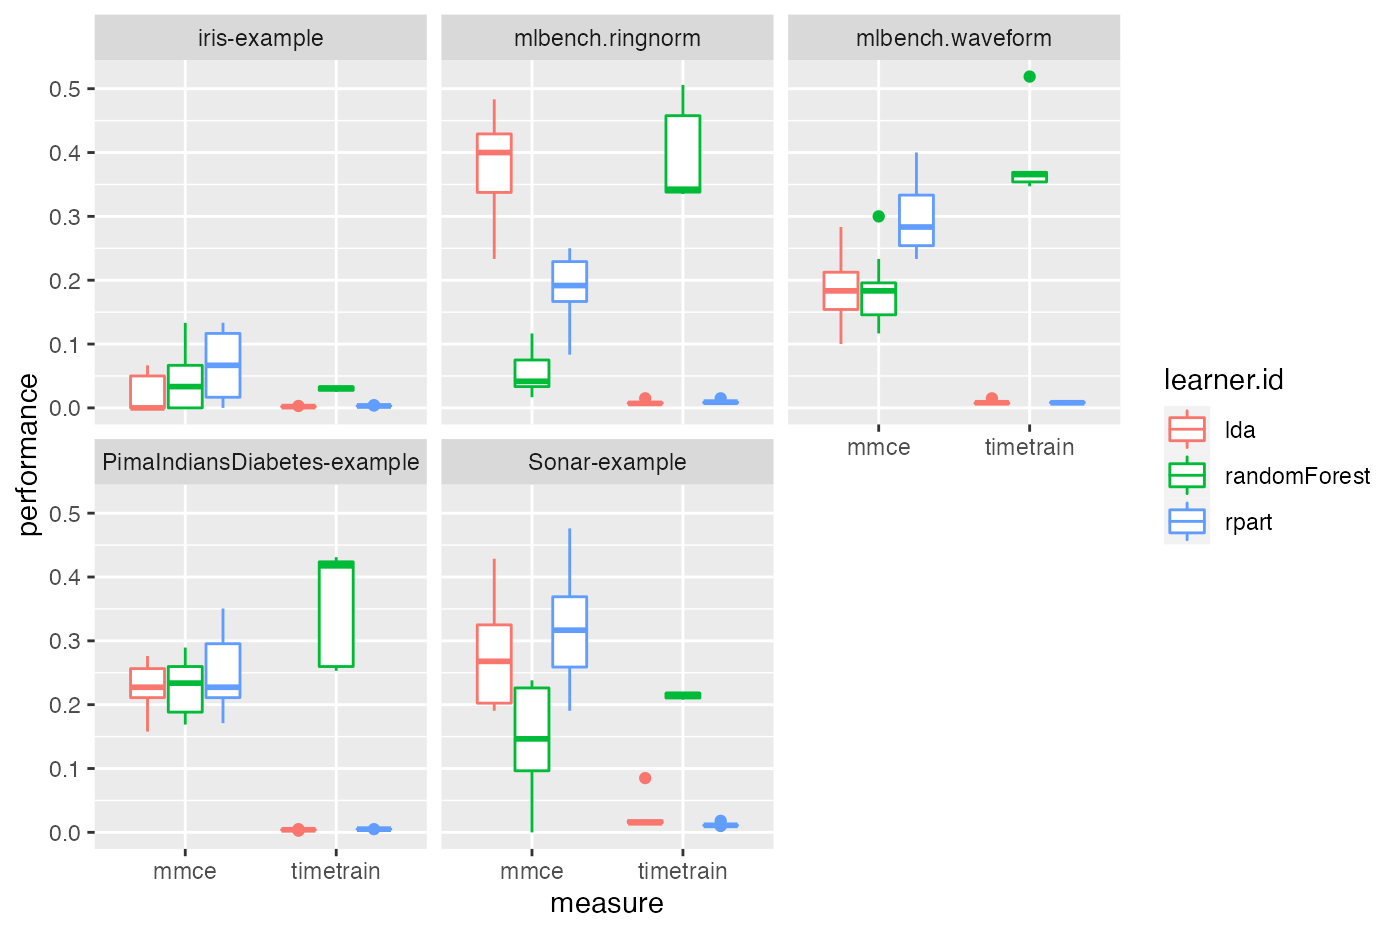 iris-example
mlbench.ringnorm
mlbench.waveform
0.5
0.4
0.3
0.2
0.1
0.0
mmce
timetrain
PimaIndiansDiabetes-example
Sonar-example
0.5
0.4
0.3
0.2
0.1
0.0
mmce
timetrain
mmce
timetrain
measure
performance
learner.id
lda
randomForest
rpart